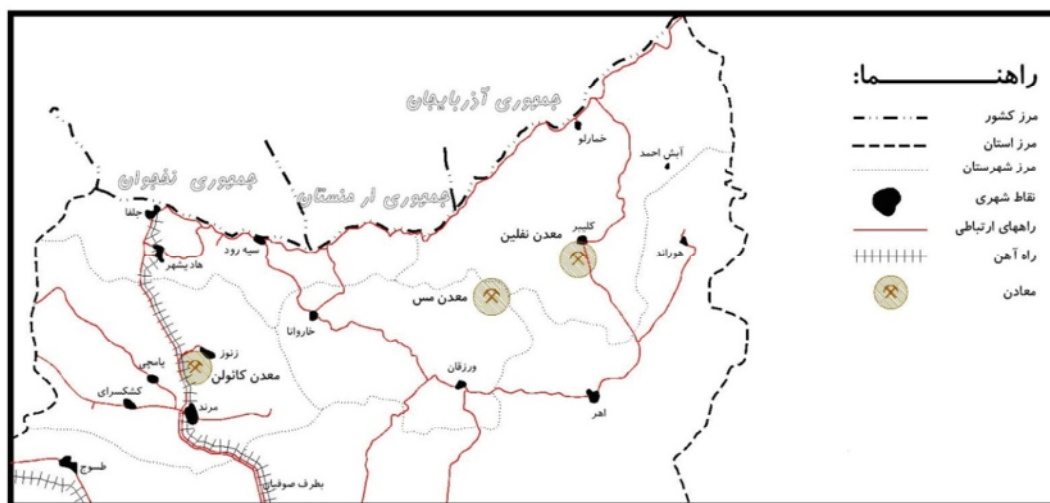 راهنما:
مرز کشور
مرز استان
مرز شهرستان
نقاط شهری
راههای ارتباطی
راه آهن
معادن
جمهوری آذربایجان
جمهوری ارمنستان
جمهوری نخجوان
خمارلو
آبش احمد
کلیبر
معدن نفلین
هوراند
معدن مس
جلفا
هادیشهر
سیه رود
خاروانا
زنوز
معدن کائولن
یامچی
کشکسرای
مرند
ورزقان
اهر
طسوج
بطرف صوفیان